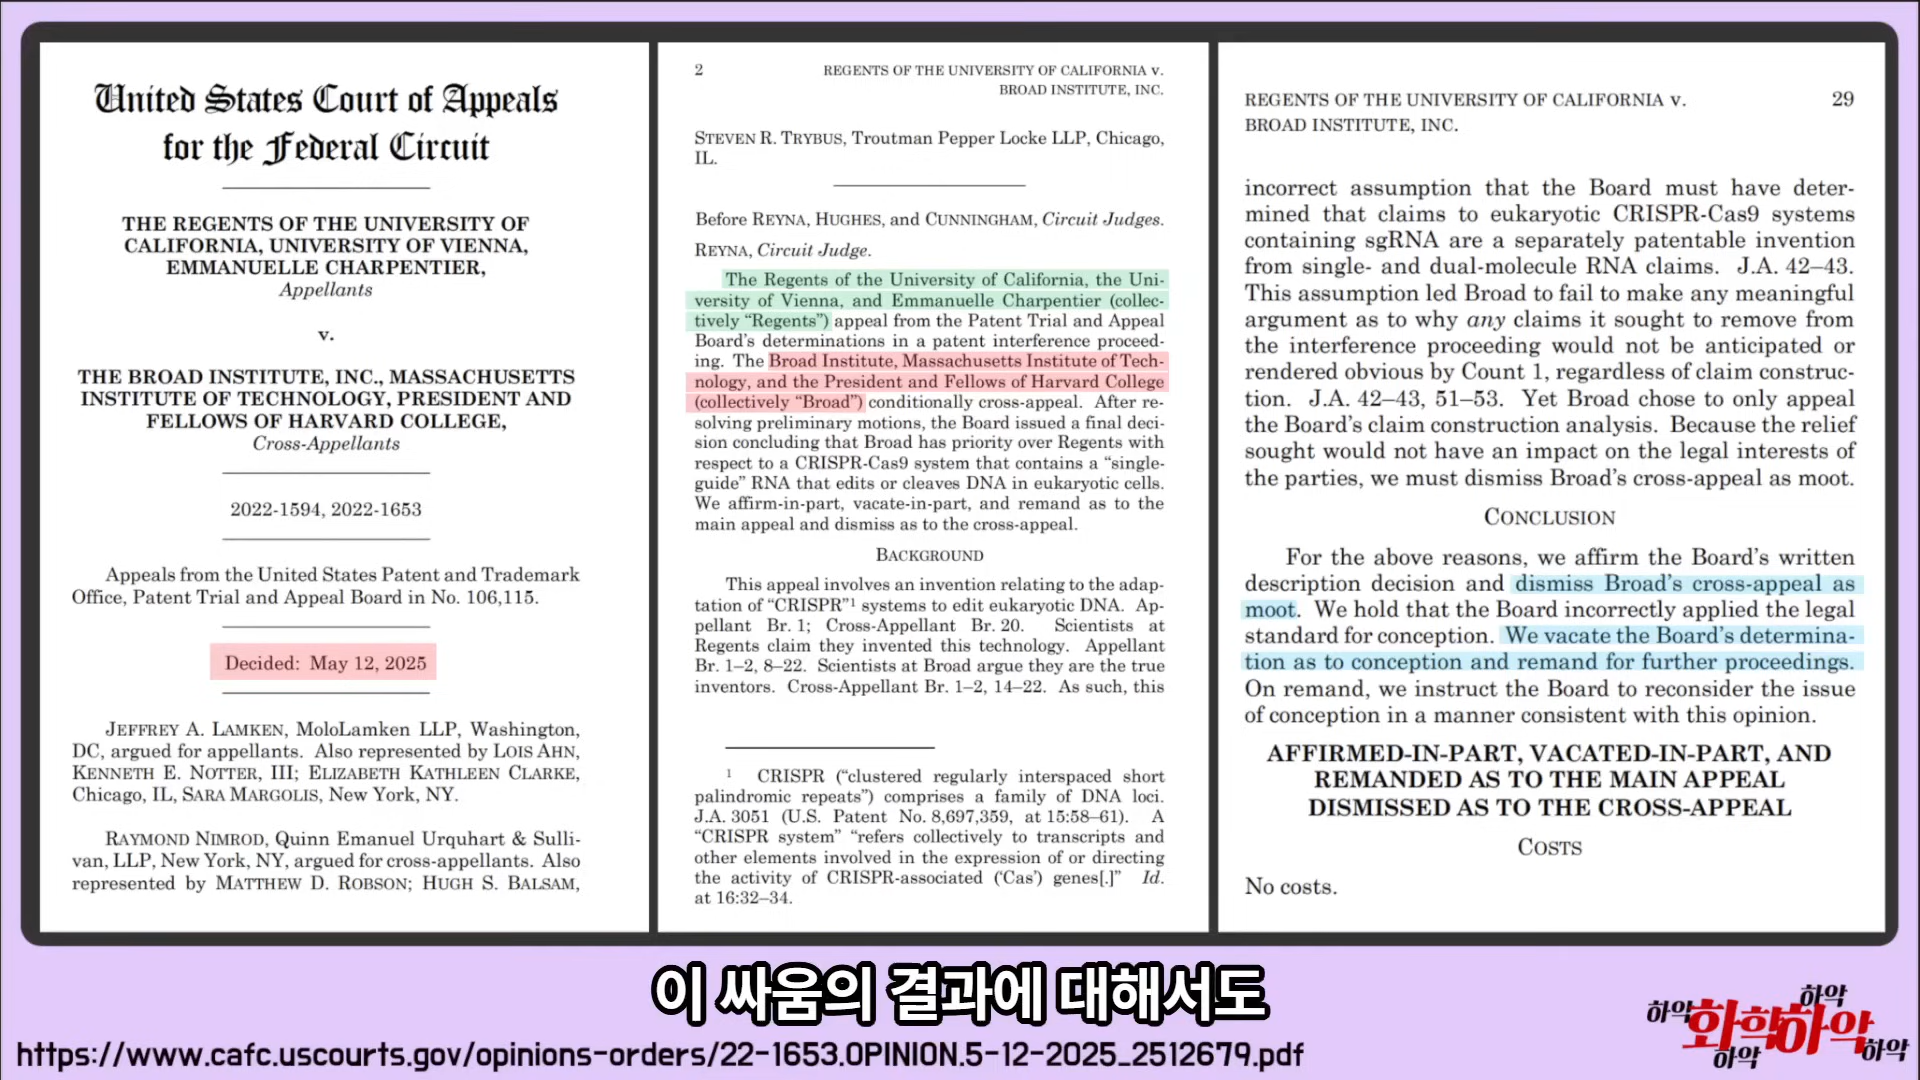 United States Court of Appeals
for the Federal Circuit
THE REGENTS OF THE UNIVERSITY OF
CALIFORNIA, UNIVERSITY OF VIENNA,
EMMANUELLE CHARPENTIER,
Appellants
v.
THE BROAD INSTITUTE, INC., MASSACHUSETTS
INSTITUTE OF TECHNOLOGY, PRESIDENT AND
FELLOWS OF HARVARD COLLEGE,
Cross-Appellants
2022-1594, 2022-1653
Appeals from the United States Patent and Trademark
Office, Patent Trial and Appeal Board in No. 106,115.
Decided: May 12, 2025
JEFFREY A. LAMKEN, MoloLamken LLP, Washington,
DC, argued for appellants. Also represented by LOIS AHN,
KENNETH E. NOTTER, III; ELIZABETH KATHLEEN CLARKE,
Chicago, IL, SARA MARGOLIS, New York, NY.
RAYMOND NIMROD, Quinn Emanuel Urquhart & Sulli-
van, LLP, New York, NY, argued for cross-appellants. Also
represented by MATTHEW D. ROBSON; HUGH S. BALSAM,
2
REGENTS OF THE UNIVERSITY OF CALIFORNIA v.
BROAD INSTITUTE, INC.
STEVEN R. TRYBUS, Troutman Pepper Locke LLP, Chicago,
IL.
Before REYNA, HUGHES, and CUNNINGHAM, Circuit Judges.
REYNA, Circuit Judge.
The Regents of the University of California, the Uni-
versity of Vienna, and Emmanuelle Charpentier (collec-
tively “Regents”) appeal from the Patent Trial and Appeal
Board’s determinations in a patent interference proceed-
ing. The Broad Institute, Massachusetts Institute of Tech-
nology, and the President and Fellows of Harvard College
(collectively “Broad”) conditionally cross-appeal. After re-
solving preliminary motions, the Board issued a final deci-
sion concluding that Broad has priority over Regents with
respect to a CRISPR-Cas9 system that contains a “single-
guide” RNA that edits or cleaves DNA in eukaryotic cells.
We affirm-in-part, vacate-in-part, and remand as to the
main appeal and dismiss as to the cross-appeal.
BACKGROUND
This appeal involves an invention relating to the adap-
tation of “CRISPR”1 systems to edit eukaryotic DNA. Ap-
pellant Br. 1; Cross-Appellant Br. 20. Scientists at
Regents claim they invented this technology. Appellant
Br. 1–2, 8–22. Scientists at Broad argue they are the true
inventors. Cross-Appellant Br. 1–2, 14–22. As such, this
1 CRISPR (“clustered regularly interspaced short
palindromic repeats”) comprises a family of DNA loci.
J.A. 3051 (U.S. Patent No. 8,697,359, at 15:58–61). A
“CRISPR system” “refers collectively to transcripts and
other elements involved in the expression of or directing
the activity of CRISPR-associated (‘Cas’) genes[.]” Id.
at 16:32–34.
REGENTS OF THE UNIVERSITY OF CALIFORNIA v.
BROAD INSTITUTE, INC.
29
incorrect assumption that the Board must have deter-
mined that claims to eukaryotic CRISPR-Cas9 systems
containing sgRNA are a separately patentable invention
from single- and dual-molecule RNA claims. J.A. 42–43.
This assumption led Broad to fail to make any meaningful
argument as to why any claims it sought to remove from
the interference proceeding would not be anticipated or
rendered obvious by Count 1, regardless of claim construc-
tion. J.A. 42–43, 51–53. Yet Broad chose to only appeal
the Board’s claim construction analysis. Because the relief
sought would not have an impact on the legal interests of
the parties, we must dismiss Broad’s cross-appeal as moot.
CONCLUSION
For the above reasons, we affirm the Board’s written
description decision and dismiss Broad’s cross-appeal as
moot. We hold that the Board incorrectly applied the legal
standard for conception. We vacate the Board’s determina-
tion as to conception and remand for further proceedings.
On remand, we instruct the Board to reconsider the issue
of conception in a manner consistent with this opinion.
AFFIRMED-IN-PART, VACATED-IN-PART, AND
REMANDED AS TO THE MAIN APPEAL
DISMISSED AS TO THE CROSS-APPEAL
COSTS
No costs.
이 싸움의 결과에 대해서도
https://www.cafc.uscourts.gov/opinions-orders/22-1653.OPINION.5-12-2025_2512679.pdf
하악
하악
화학하악
하악
하악